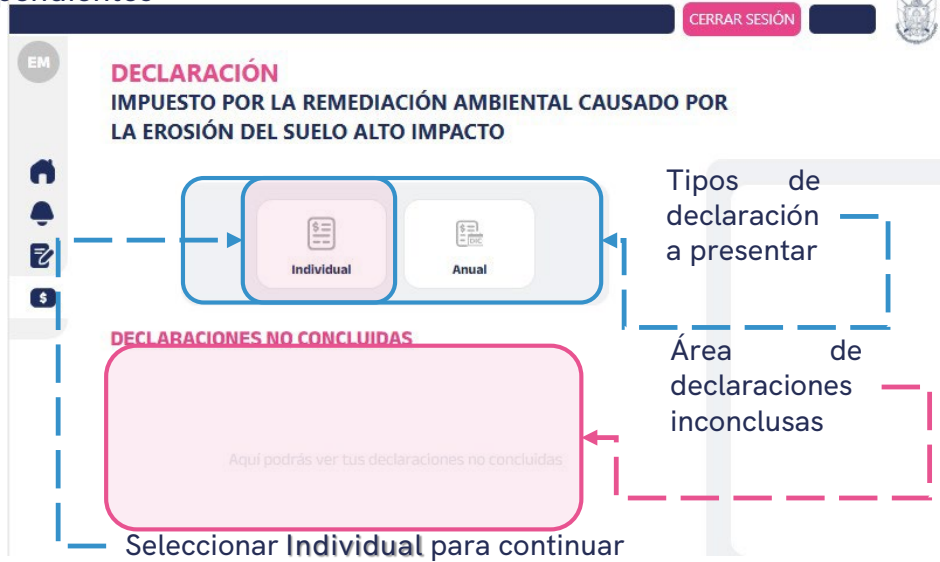 CERRAR SESIÓN
EM
DECLARACIÓN
IMPUESTO POR LA REMEDIACIÓN AMBIENTAL CAUSADO POR
LA EROSIÓN DEL SUELO ALTO IMPACTO
Individual
Anual
Tipos de
declaración
a presentar
DECLARACIONES NO CONCLUIDAS
Aquí podrás ver tus declaraciones no concluidas
Área de
declaraciones
inconclusas
Seleccionar Individual para continuar